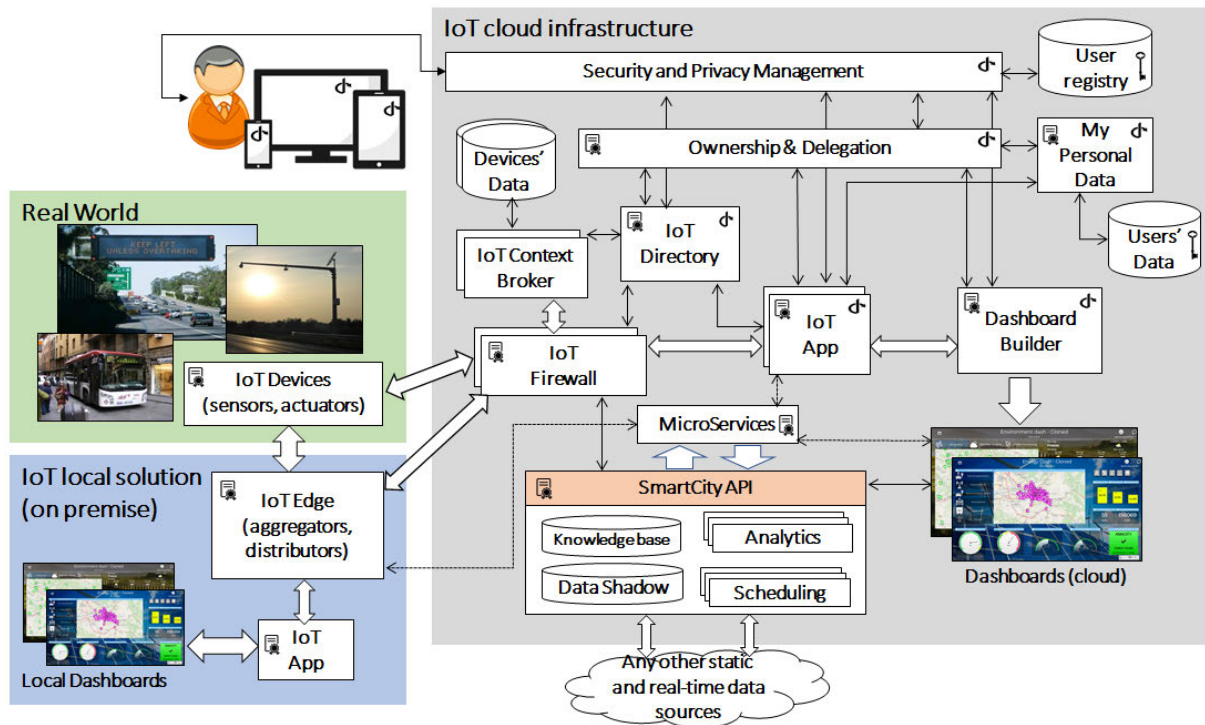 IoT cloud infrastructure
Security and Privacy Management
User
registry
Ownership & Delegation
My
Personal
Data
Devices'
Data
Users'
Data
IoT Context
Broker
IoT
Directory
Real World
KEEP LEFT
UNLESS OVERTAKING
IoT Devices
(sensors, actuators)
IoT
Firewall
IoT
App
Dashboard
Builder
MicroServices
SmartCity API
Knowledge base
Analytics
Data Shadow
Scheduling
Dashboards (cloud)
IoT local solution
(on premise)
IoT Edge
(aggregators,
distributors)
IoT
App
Local Dashboards
Any other static
and real-time data
sources